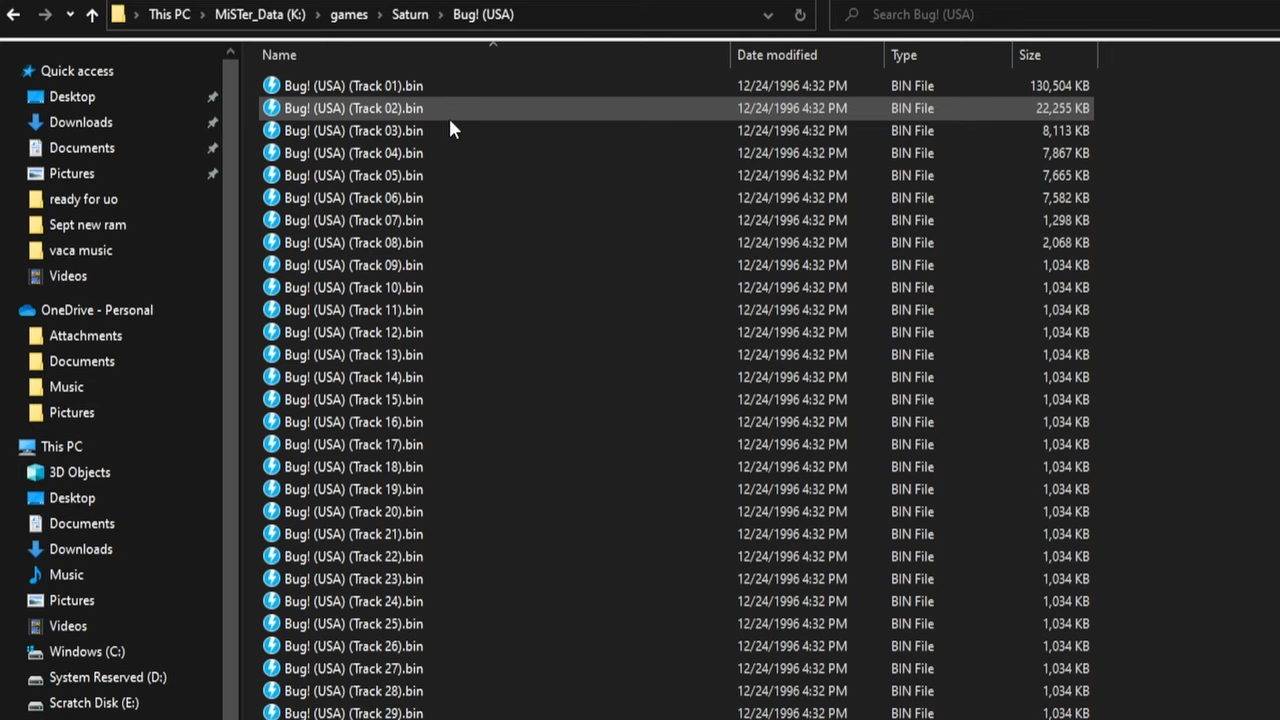 This PC > MiSTer_Data (K:) > games > Saturn > Bug! (USA)
Search Bug! (USA)
Name Date modified Type Size
Quick access
Desktop
Downloads
Documents
Pictures
ready for uo
Sept new ram
vaca music
Videos
OneDrive - Personal
Attachments
Documents
Music
Pictures
This PC
3D Objects
Desktop
Documents
Downloads
Music
Pictures
Videos
Windows (C:)
System Reserved (D:)
Scratch Disk (E:)
Bug! (USA) (Track 01).bin 12/24/1996 4:32 PM BIN File 130,504 KB
Bug! (USA) (Track 02).bin 12/24/1996 4:32 PM BIN File 22,255 KB
Bug! (USA) (Track 03).bin 12/24/1996 4:32 PM BIN File 8,113 KB
Bug! (USA) (Track 04).bin 12/24/1996 4:32 PM BIN File 7,867 KB
Bug! (USA) (Track 05).bin 12/24/1996 4:32 PM BIN File 7,665 KB
Bug! (USA) (Track 06).bin 12/24/1996 4:32 PM BIN File 7,582 KB
Bug! (USA) (Track 07).bin 12/24/1996 4:32 PM BIN File 1,298 KB
Bug! (USA) (Track 08).bin 12/24/1996 4:32 PM BIN File 2,068 KB
Bug! (USA) (Track 09).bin 12/24/1996 4:32 PM BIN File 1,034 KB
Bug! (USA) (Track 10).bin 12/24/1996 4:32 PM BIN File 1,034 KB
Bug! (USA) (Track 11).bin 12/24/1996 4:32 PM BIN File 1,034 KB
Bug! (USA) (Track 12).bin 12/24/1996 4:32 PM BIN File 1,034 KB
Bug! (USA) (Track 13).bin 12/24/1996 4:32 PM BIN File 1,034 KB
Bug! (USA) (Track 14).bin 12/24/1996 4:32 PM BIN File 1,034 KB
Bug! (USA) (Track 15).bin 12/24/1996 4:32 PM BIN File 1,034 KB
Bug! (USA) (Track 16).bin 12/24/1996 4:32 PM BIN File 1,034 KB
Bug! (USA) (Track 17).bin 12/24/1996 4:32 PM BIN File 1,034 KB
Bug! (USA) (Track 18).bin 12/24/1996 4:32 PM BIN File 1,034 KB
Bug! (USA) (Track 19).bin 12/24/1996 4:32 PM BIN File 1,034 KB
Bug! (USA) (Track 20).bin 12/24/1996 4:32 PM BIN File 1,034 KB
Bug! (USA) (Track 21).bin 12/24/1996 4:32 PM BIN File 1,034 KB
Bug! (USA) (Track 22).bin 12/24/1996 4:32 PM BIN File 1,034 KB
Bug! (USA) (Track 23).bin 12/24/1996 4:32 PM BIN File 1,034 KB
Bug! (USA) (Track 24).bin 12/24/1996 4:32 PM BIN File 1,034 KB
Bug! (USA) (Track 25).bin 12/24/1996 4:32 PM BIN File 1,034 KB
Bug! (USA) (Track 26).bin 12/24/1996 4:32 PM BIN File 1,034 KB
Bug! (USA) (Track 27).bin 12/24/1996 4:32 PM BIN File 1,034 KB
Bug! (USA) (Track 28).bin 12/24/1996 4:32 PM BIN File 1,034 KB
Bug! (USA) (Track 29).bin 12/24/1996 4:32 PM BIN File 1,034 KB